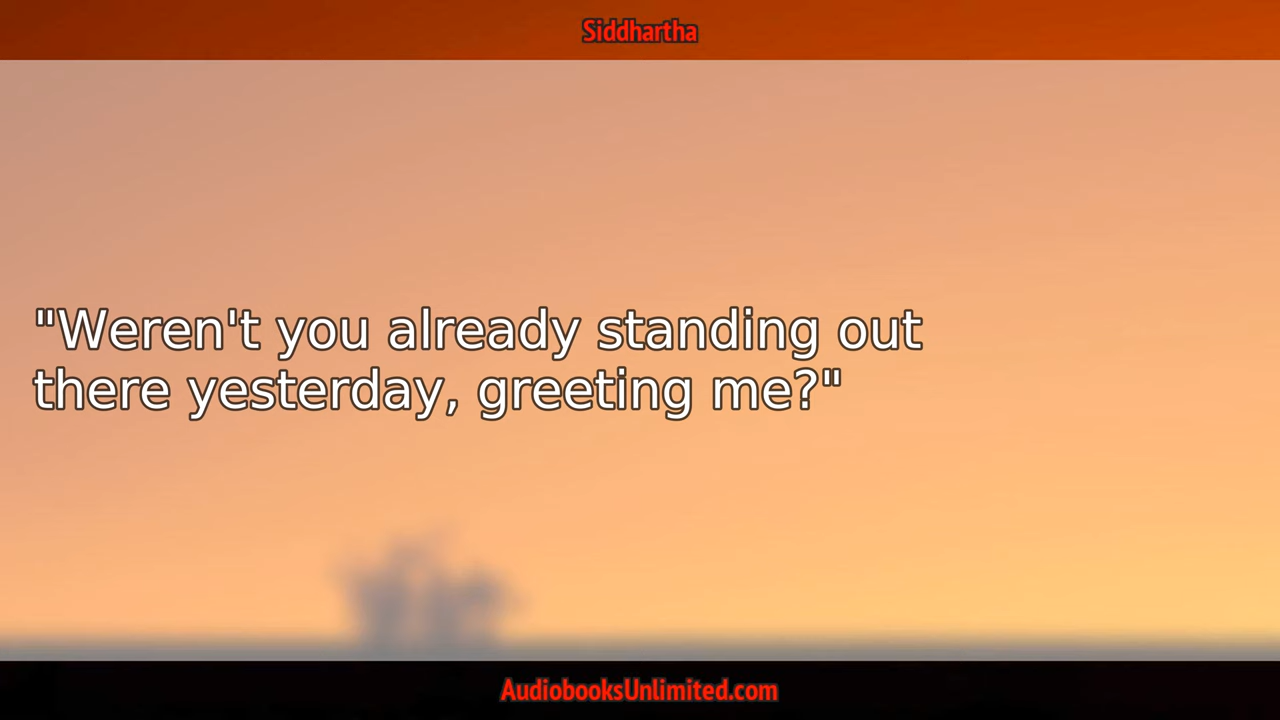 Siddhartha
"Weren't you already standing out
there yesterday, greeting me?"
AudiobooksUnlimited.com